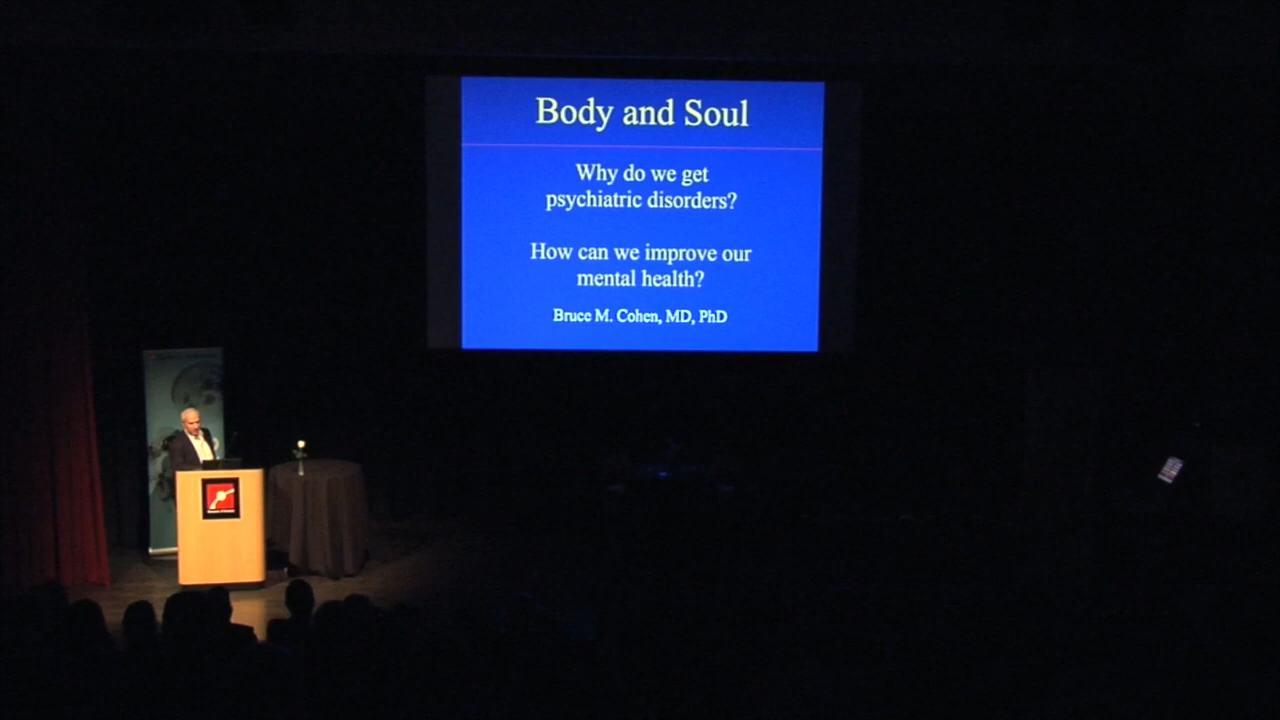 Body and Soul
Why do we get
psychiatric disorders?
How can we improve our
mental health?
Bruce M. Cohen, MD, PhD